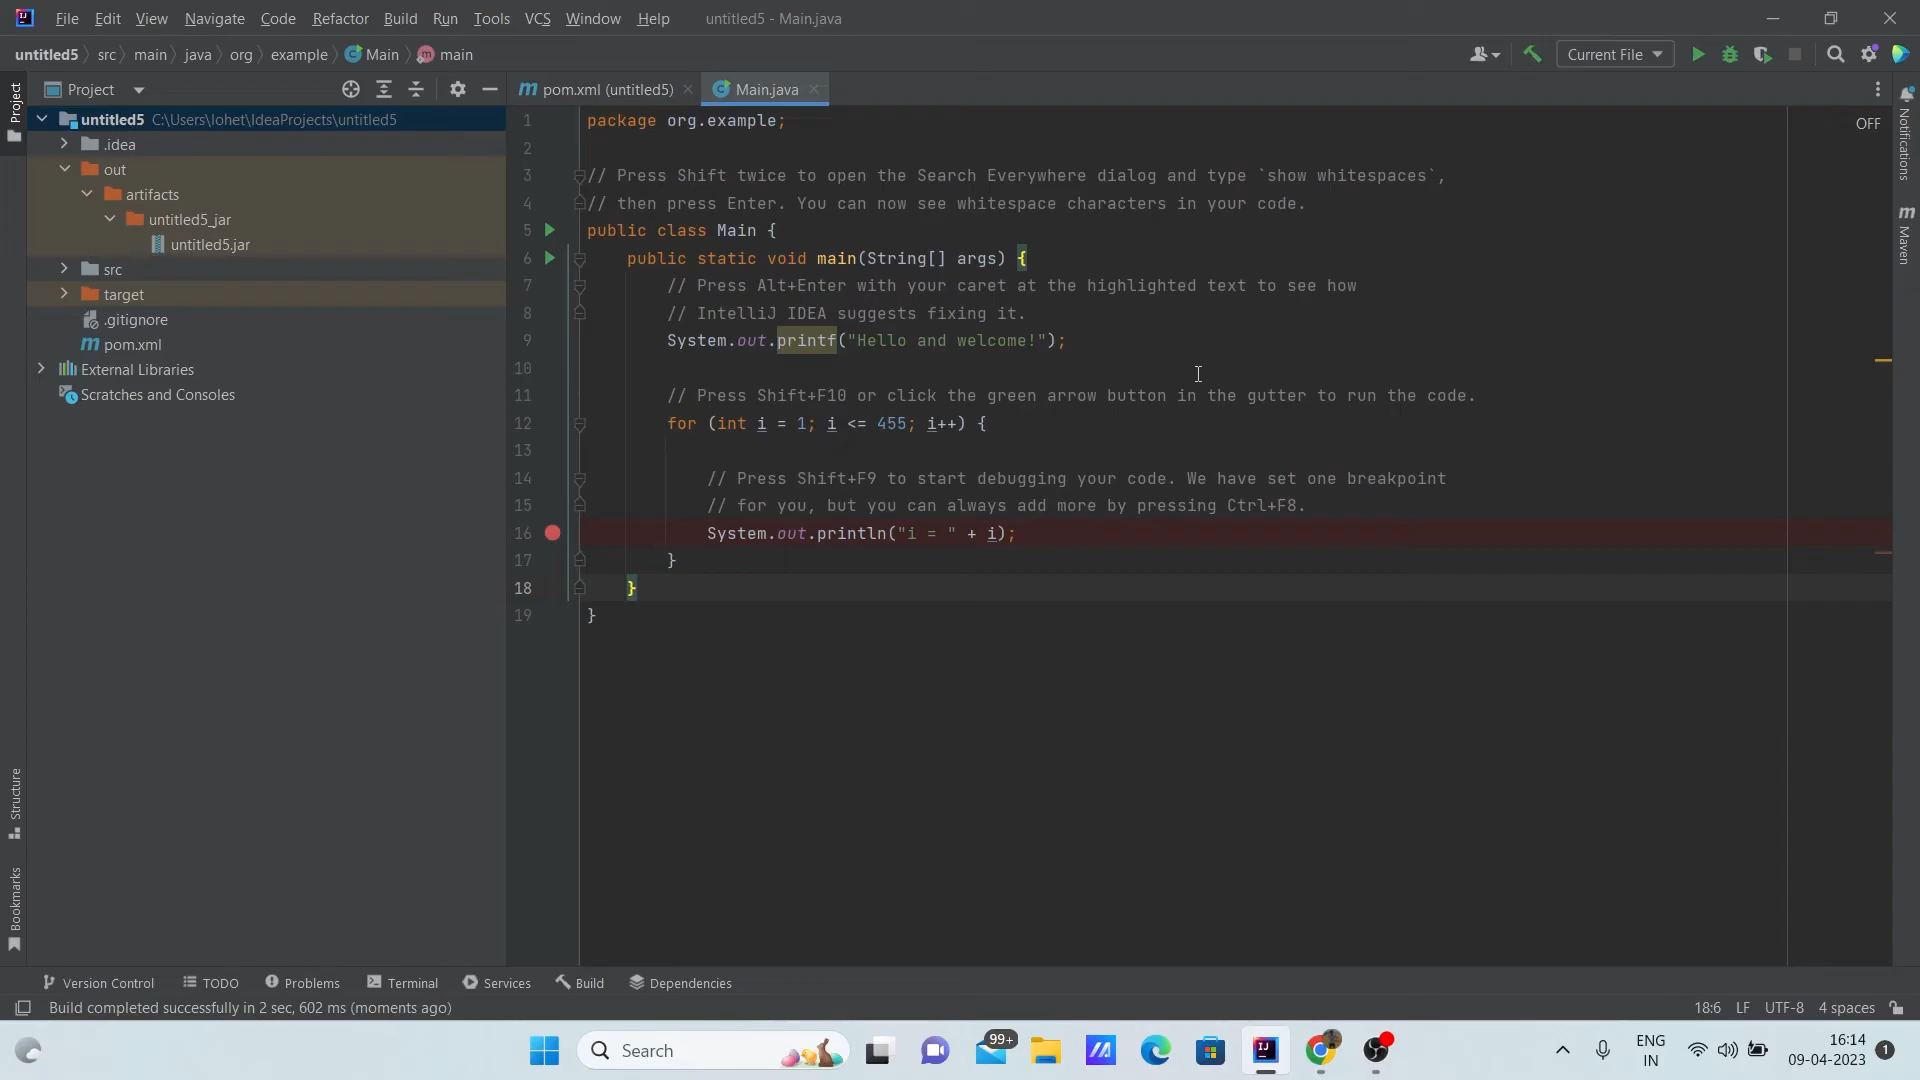 File Edit View Navigate Code Refactor Build Run Tools VCS Window Help untitled5 - Main.java
untitled5 src main java org example Main m main Current File
Project
Project
m pom.xml (untitled5) Main.java
untitled5 C:\Users\lohet\IdeaProjects\untitled5
.idea
out
artifacts
untitled5_jar
untitled5.jar
src
target
.gitignore
m pom.xml
External Libraries
Scratches and Consoles
Structure
Bookmarks
1 package org.example;
2
3 // Press Shift twice to open the Search Everywhere dialog and type `show whitespaces`,
4 // then press Enter. You can now see whitespace characters in your code.
5 public class Main {
6 public static void main(String[] args) {
7 // Press Alt+Enter with your caret at the highlighted text to see how
8 // IntelliJ IDEA suggests fixing it.
9 System.out.printf("Hello and welcome!");
10
11 // Press Shift+F10 or click the green arrow button in the gutter to run the code.
12 for (int i = 1; i <= 455; i++) {
13
14 // Press Shift+F9 to start debugging your code. We have set one breakpoint
15 // for you, but you can always add more by pressing Ctrl+F8.
16 System.out.println("i = " + i);
17 }
18 }
19 }
OFF
Notifications
m Maven
Version Control TODO Problems Terminal Services Build Dependencies
Build completed successfully in 2 sec, 602 ms (moments ago) 18:6 LF UTF-8 4 spaces
Search 99+ ENG
IN 16:14
09-04-2023 1